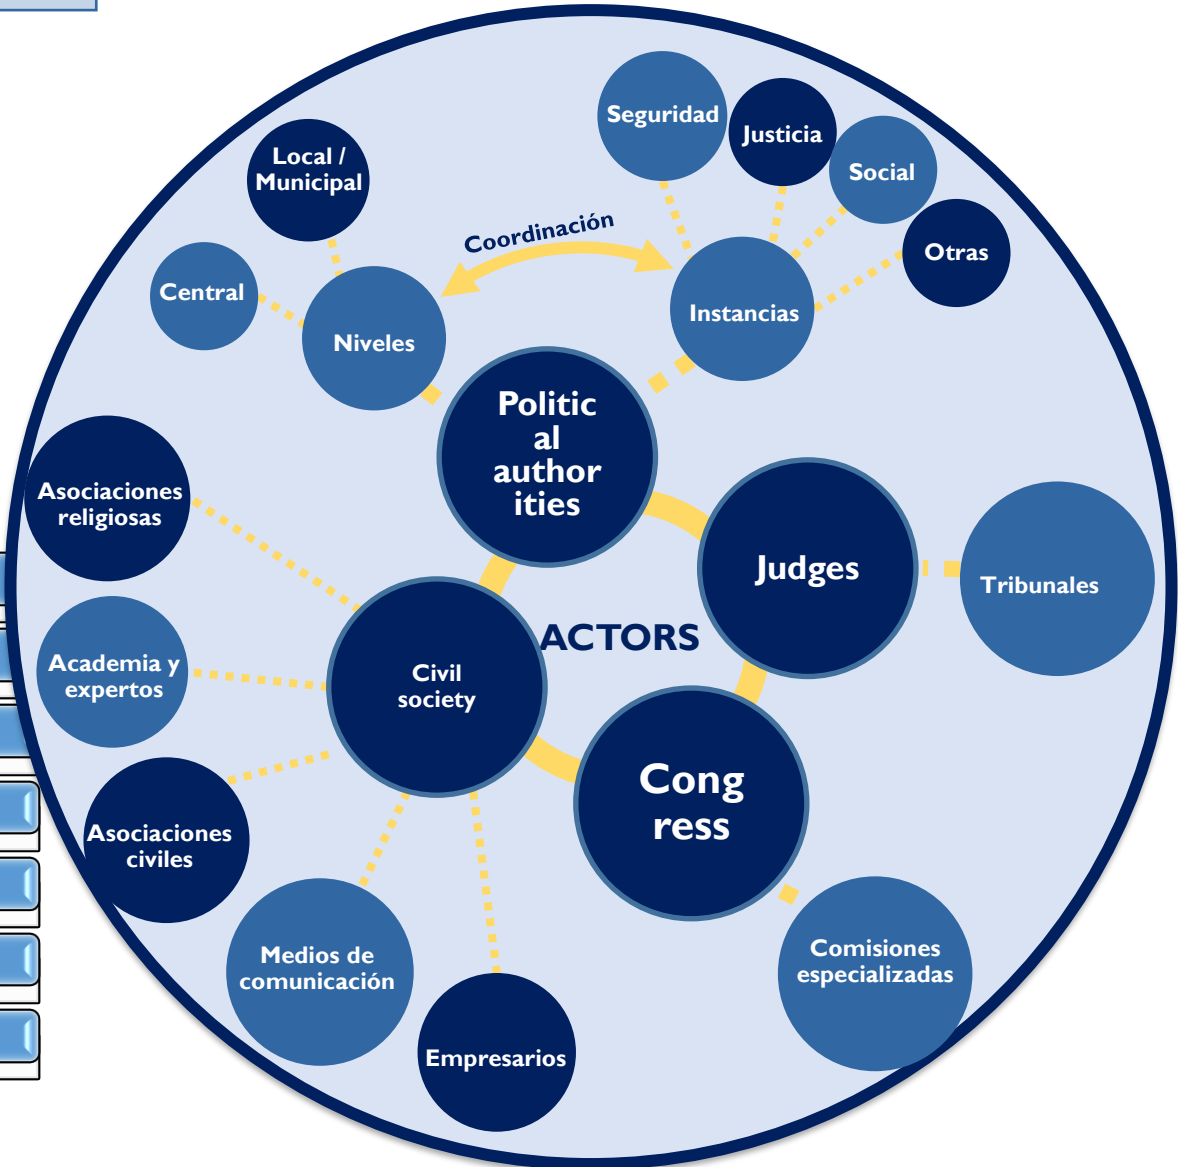 Seguridad
Justicia
Social
Otras
Local /
Municipal
Central
Coordinación
Niveles
Instancias
Politic
al
author
ities
Asociaciones
religiosas
Judges
Tribunales
ACTORS
Academia y
expertos
Civil
society
Cong
ress
Asociaciones
civiles
Medios de
comunicación
Comisiones
especializadas
Empresarios